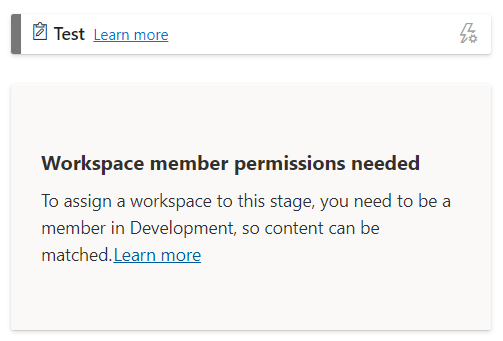 Test Learn more
Workspace member permissions needed
To assign a workspace to this stage, you need to be a
member in Development, so content can be
matched.Learn more